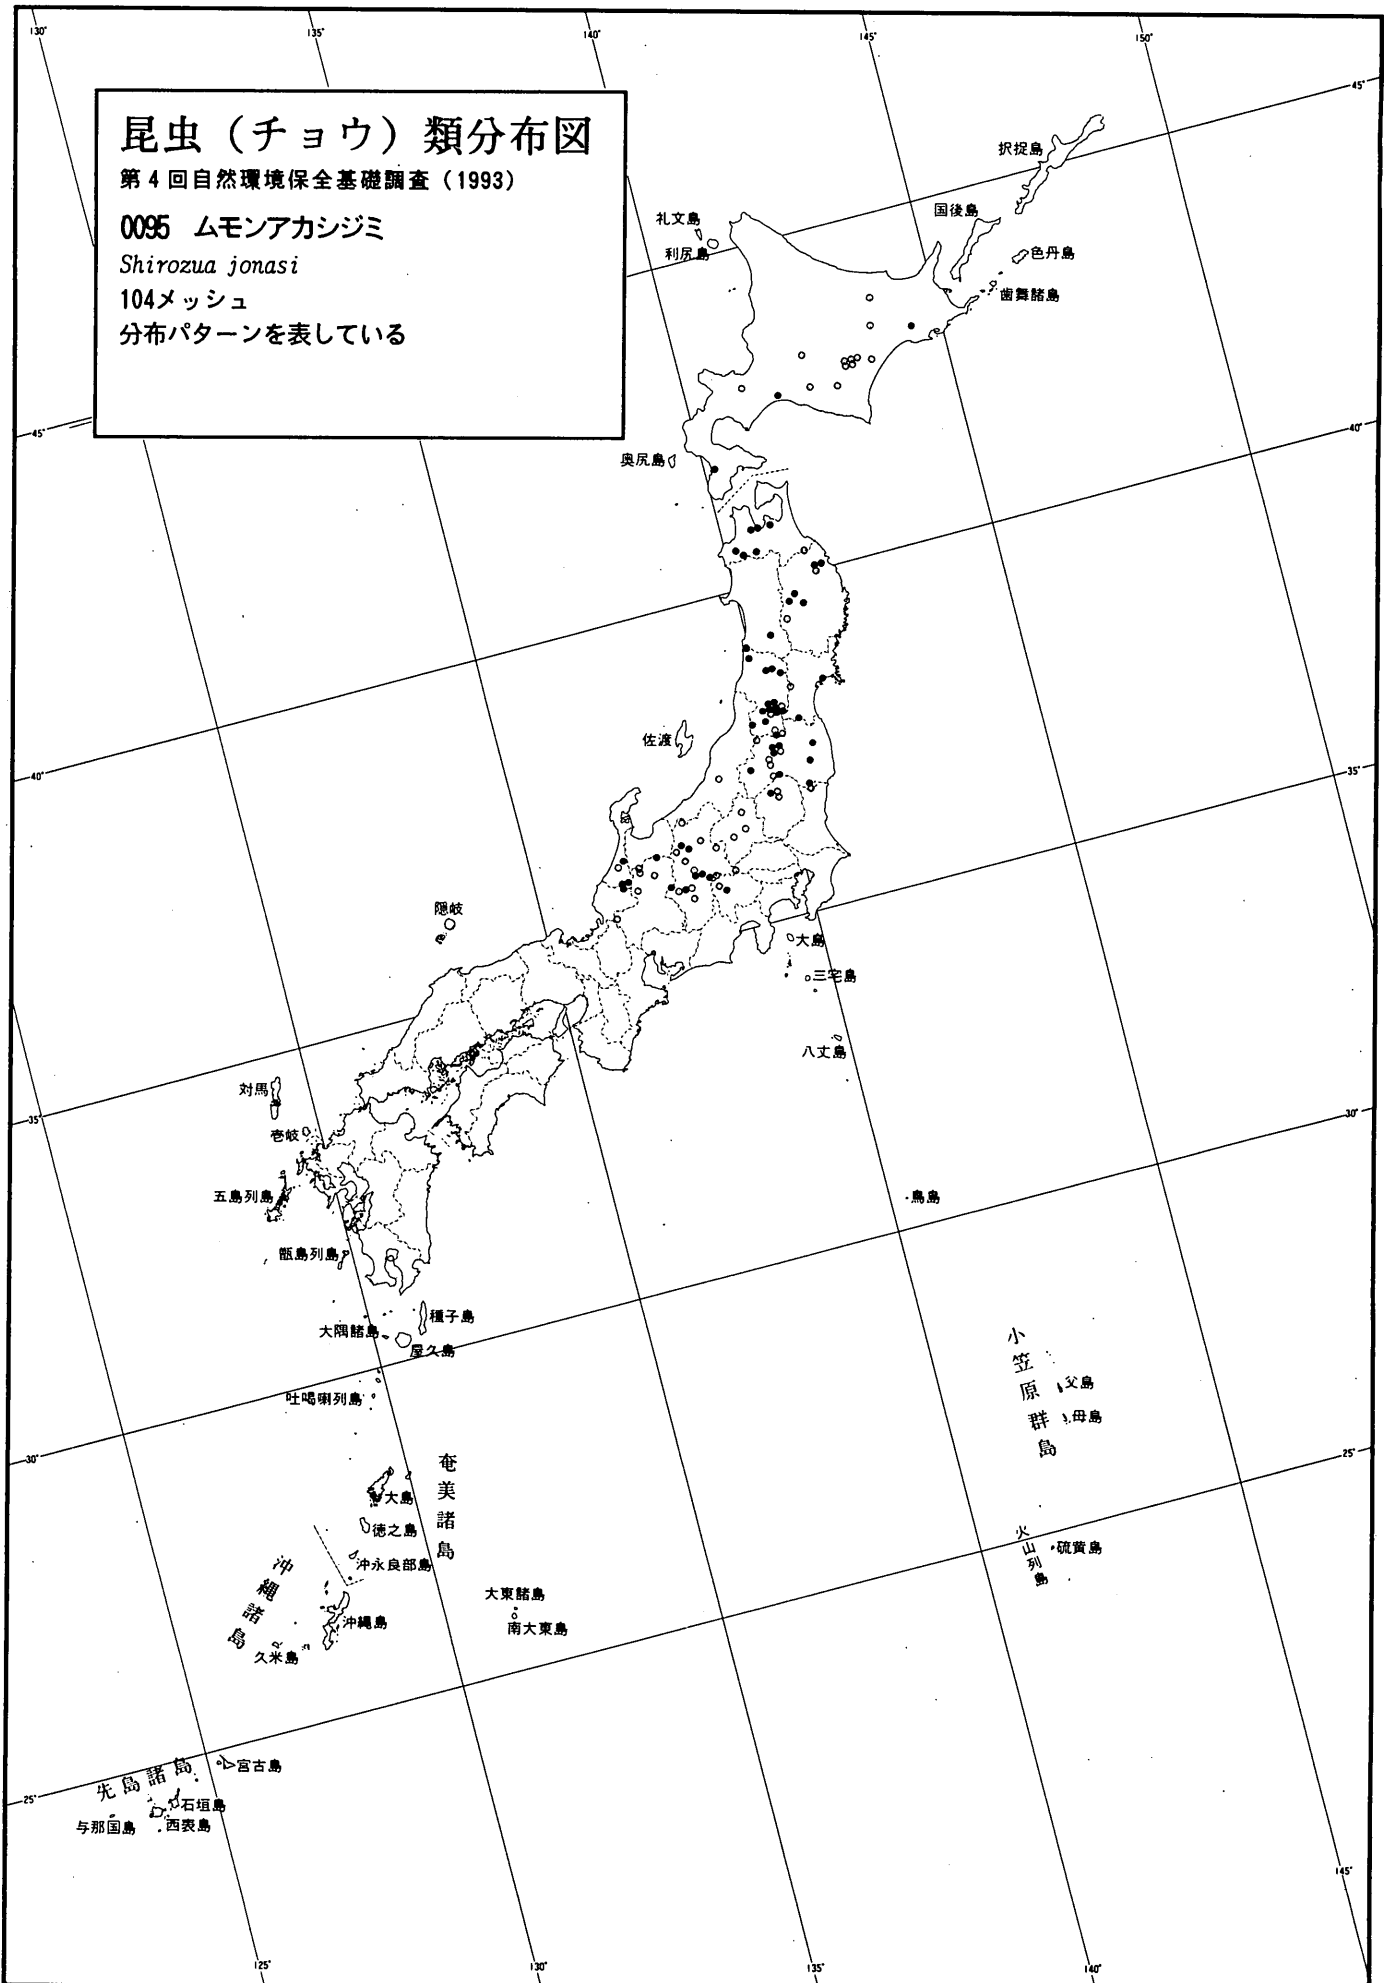 130°
135°
140°
145°
150°
昆虫（チョウ）類分布図
第4回自然環境保全基礎調査（1993）
0095 ムモンアカシジミ
Shirozua jonasi
104メッシュ
分布パターンを表している
45°
択捉島
国後島
礼文島
利尻島
色丹島
歯舞諸島
45°
40°
奥尻島
佐渡
40°
35°
隠岐
大島
三宅島
八丈島
対馬
35°
壱岐
30°
五島列島
鳥島
甑島列島
種子島
大隅諸島
屋久島
小笠原群島
父島
吐噶喇列島
母島
30°
25°
奄美諸島
大島
徳之島
沖永良部島
火山列島
硫黄島
沖縄諸島
大東諸島
沖縄島
南大東島
久米島
宮古島
先島諸島
25°
石垣島
与那国島
西表島
145°
125°
130°
135°
140°